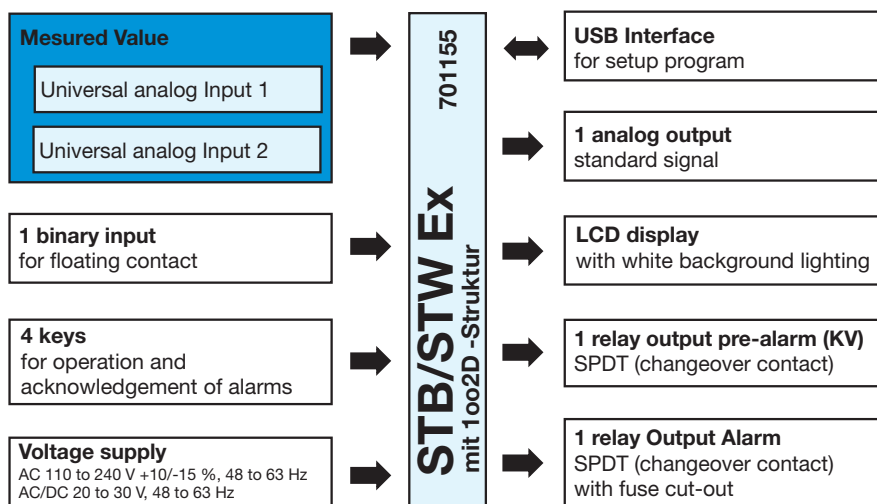 Mesured Value
Universal analog Input 1
Universal analog Input 2
1 binary input
for floating contact
4 keys
for operation and
acknowledgement of alarms
Voltage supply
AC 110 to 240 V +10/-15 %, 48 to 63 Hz
AC/DC 20 to 30 V, 48 to 63 Hz
STB/STW Ex 701155
mit 1oo2D -Struktur
USB Interface
for setup program
1 analog output
standard signal
LCD display
with white background lighting
1 relay output pre-alarm (KV)
SPDT (changeover contact)
1 relay Output Alarm
SPDT (changeover contact)
with fuse cut-out